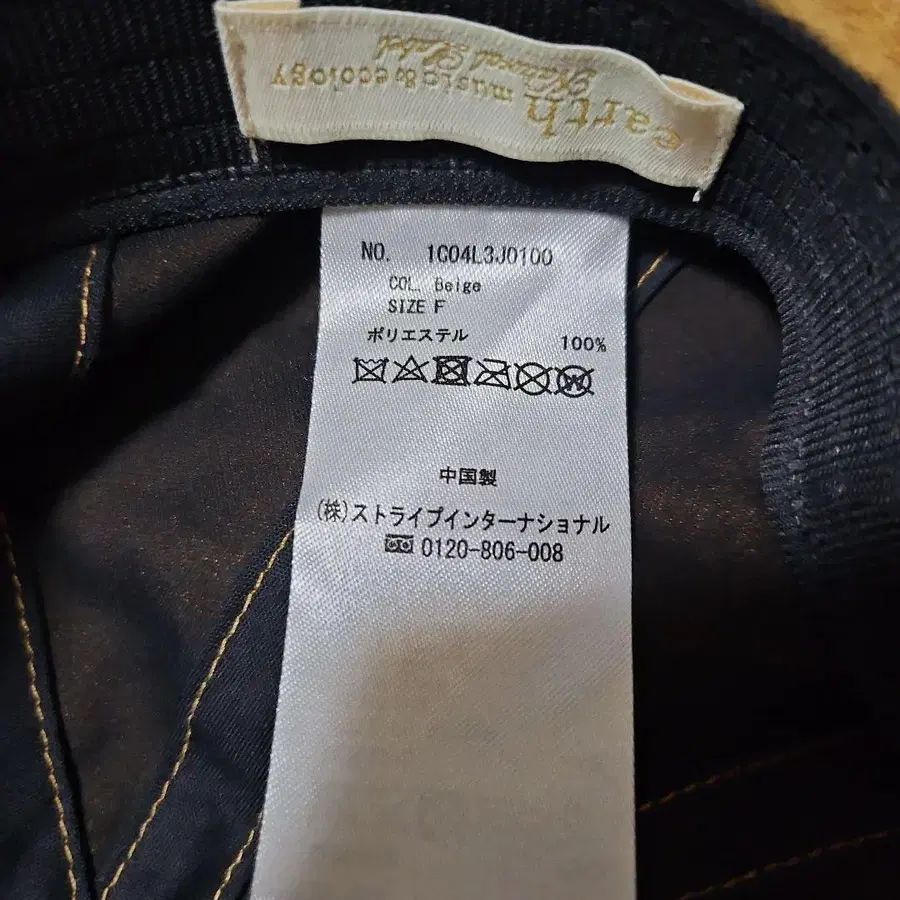 earth music&ecology
Natural Label
NO. 1C04L3J0100
COL. Beige
SIZE F
ポリエステル 100%
中国製
(株)ストライプインターナショナル
0120-806-008